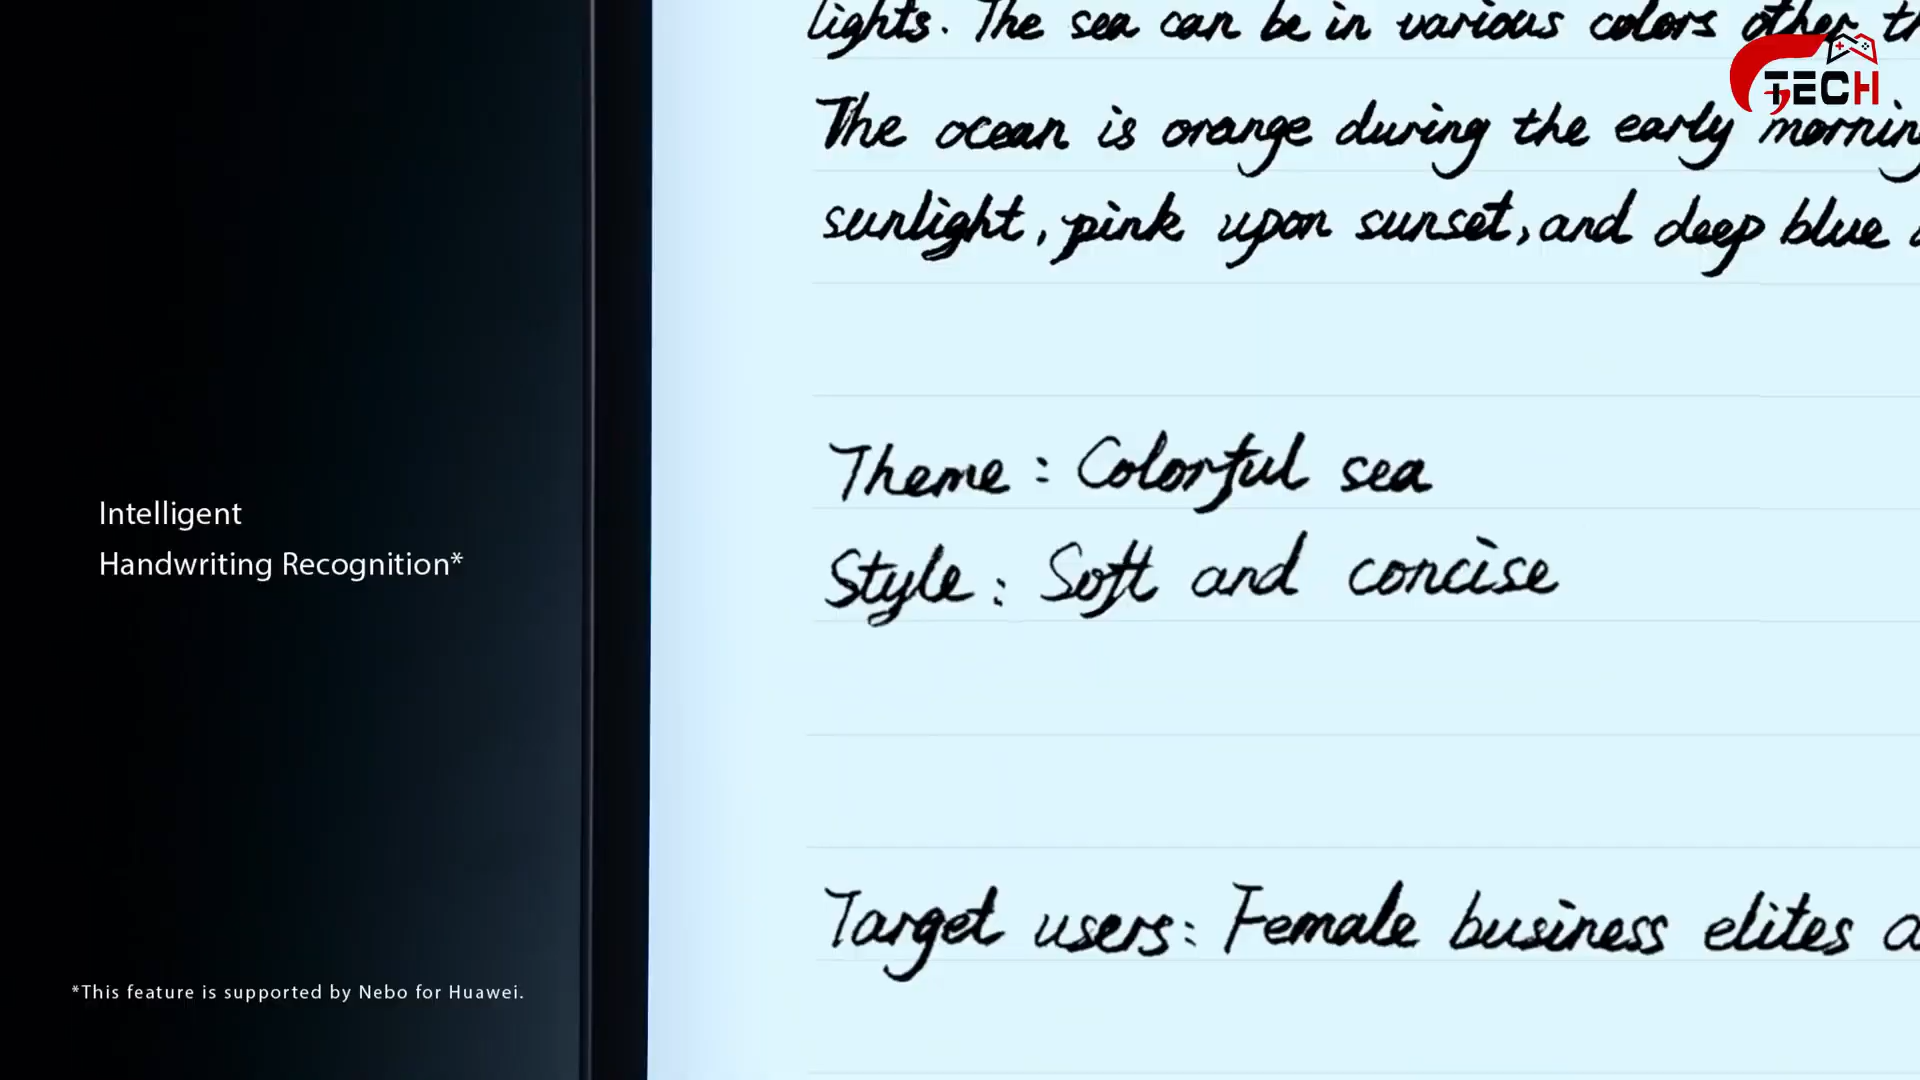 Intelligent
Handwriting Recognition*
*This feature is supported by Nebo for Huawei.
lights. The sea can be in various colors other
The ocean is orange during the early
sunlight, pink upon sunset, and deep blue
Theme: Colorful sea
Style: Soft and concise
Target users: Female business elites
TECH